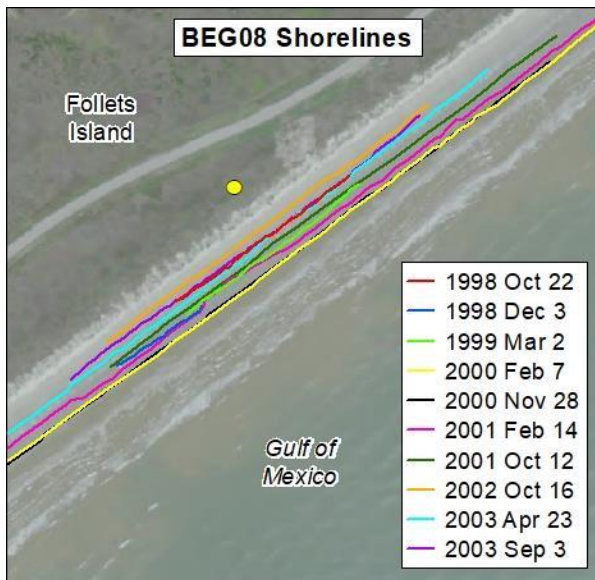 BEG08 Shorelines
Follets
Island
Gulf of
Mexico
1998 Oct 22
1998 Dec 3
1999 Mar 2
2000 Feb 7
2000 Nov 28
2001 Feb 14
2001 Oct 12
2002 Oct 16
2003 Apr 23
2003 Sep 3